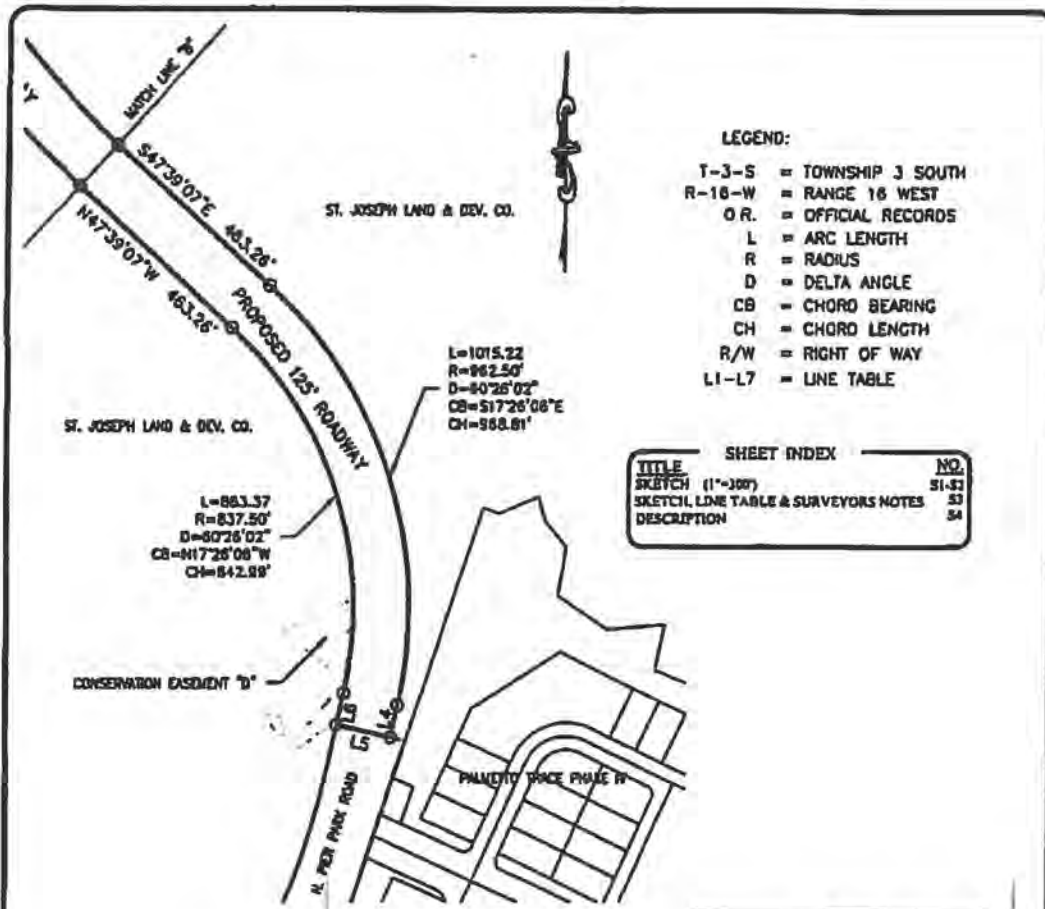 MATCH LINE "B"
'Y
S47'39'07"E 463.26'
N47'39'07"W 463.26'
PROPOSED 125' ROADWAY
ST. JOSEPH LAND & DEV. CO.
LEGEND:
T-3-S = TOWNSHIP 3 SOUTH
R-16-W = RANGE 16 WEST
O R. = OFFICIAL RECORDS
L = ARC LENGTH
R = RADIUS
D = DELTA ANGLE
CB = CHORD BEARING
CH = CHORD LENGTH
R/W = RIGHT OF WAY
L1-L7 = LINE TABLE
L=1015.22
R=962.50'
D=60'26'02"
CB=S17'26'06"E
CH=968.81'
ST. JOSEPH LAND & DEV. CO.
SHEET INDEX
TITLE NO.
SKETCH (1"=300') S1-S3
SKETCH, LINE TABLE & SURVEYORS NOTES S3
DESCRIPTION S4
L=883.37
R=837.50'
D=60'26'02"
CB=N17'26'06"W
CH=842.99'
CONSERVATION EASEMENT "D"
L6
L5
L4
N. PIER PARK ROAD
PALMETTO TRACE PHASE IV